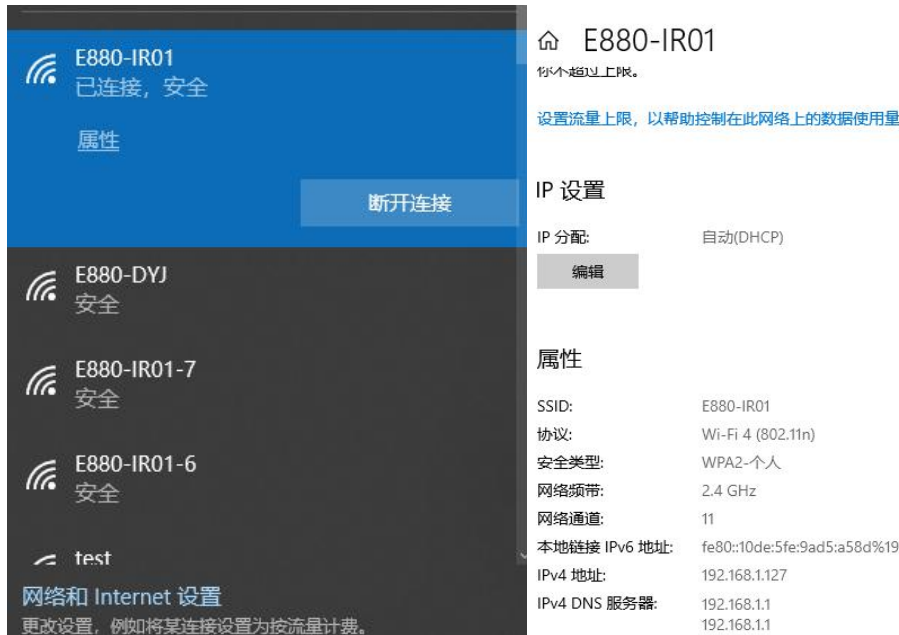 E880-IR01
已连接，安全
属性
断开连接
E880-DYJ
安全
E880-IR01-7
安全
E880-IR01-6
安全
test
网络和 Internet 设置
更改设置，例如将某连接设置为按流量计费。
E880-IR01
你不超过上限。
设置流量上限，以帮助控制在此网络上的数据使用量
IP 设置
IP 分配: 自动(DHCP)
编辑
属性
SSID: E880-IR01
协议: Wi-Fi 4 (802.11n)
安全类型: WPA2-个人
网络频带: 2.4 GHz
网络通道: 11
本地链接 IPv6 地址: fe80::10de:5fe:9ad5:a58d%19
IPv4 地址: 192.168.1.127
IPv4 DNS 服务器: 192.168.1.1
192.168.1.1